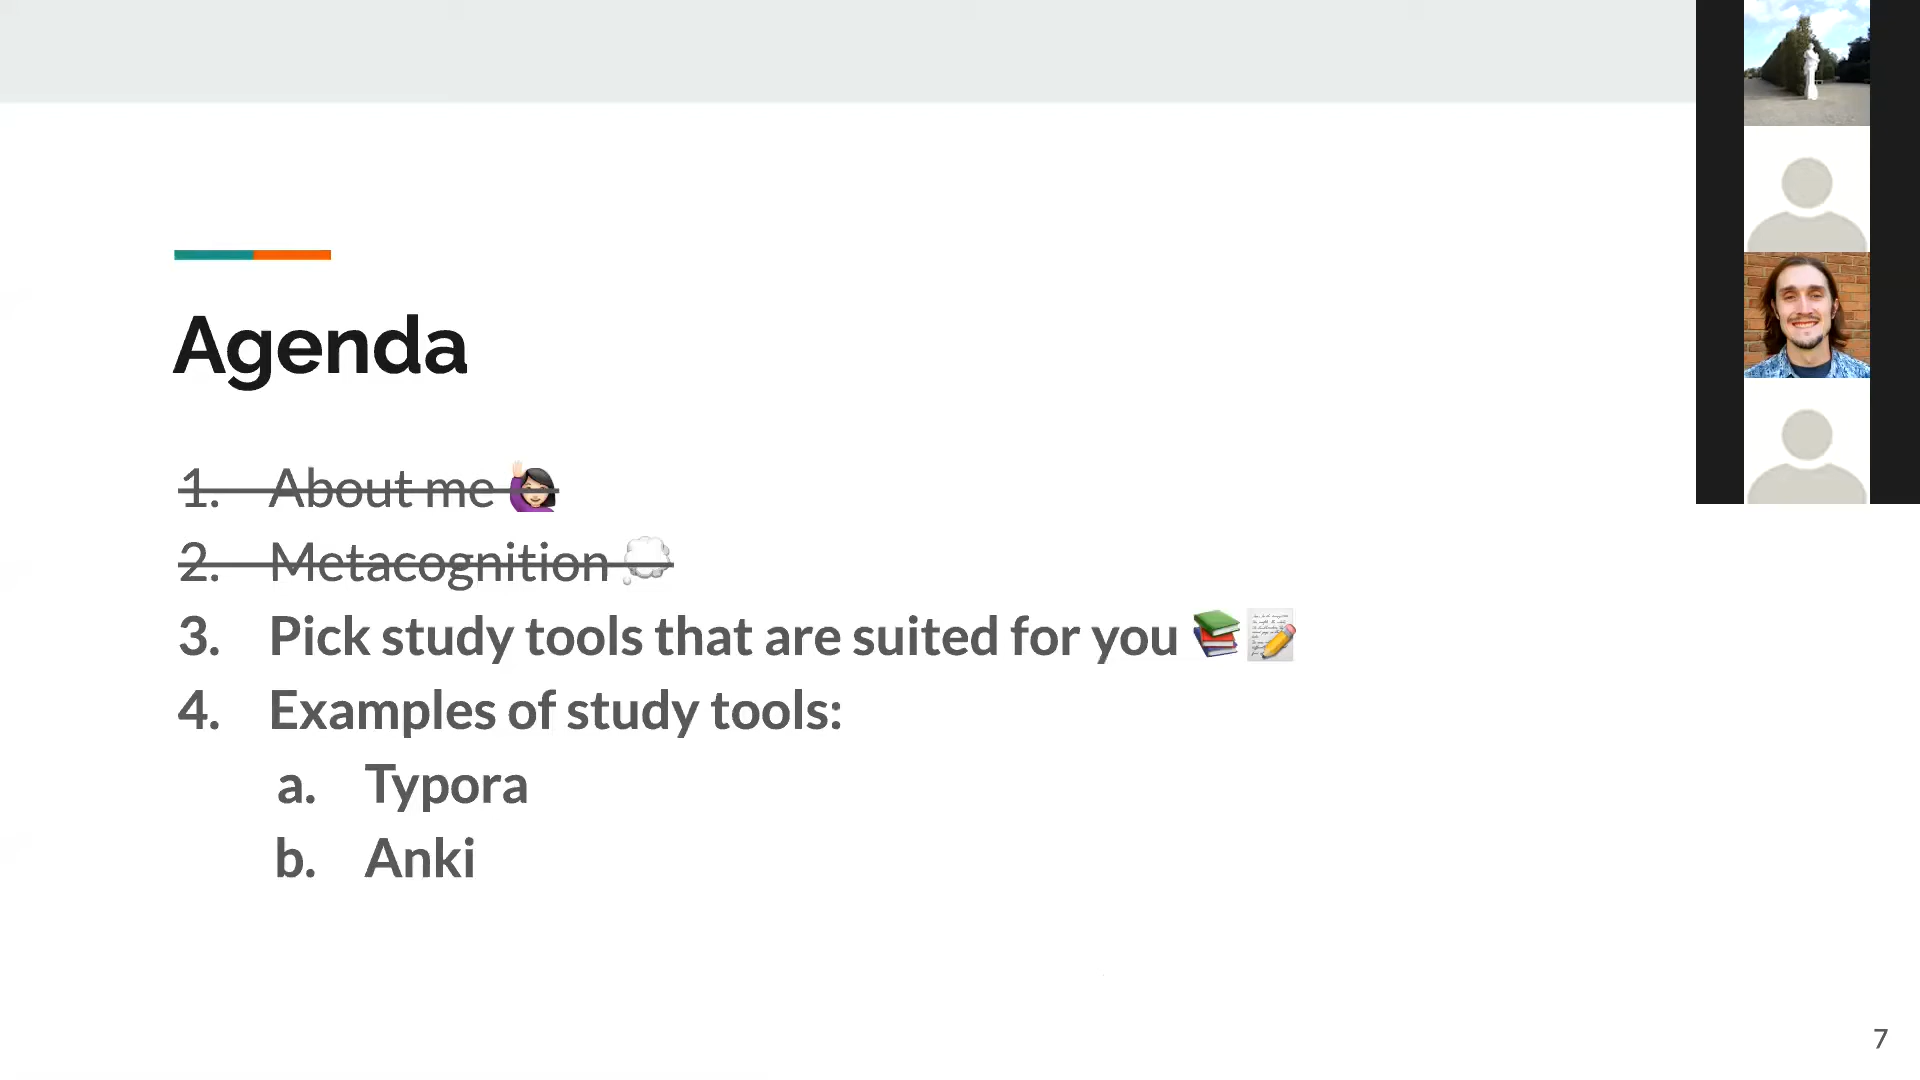 Agenda
1. About me 🙋🏻‍♀️
2. Metacognition 💭
3. Pick study tools that are suited for you 📚📝
4. Examples of study tools:
a. Typora
b. Anki
7